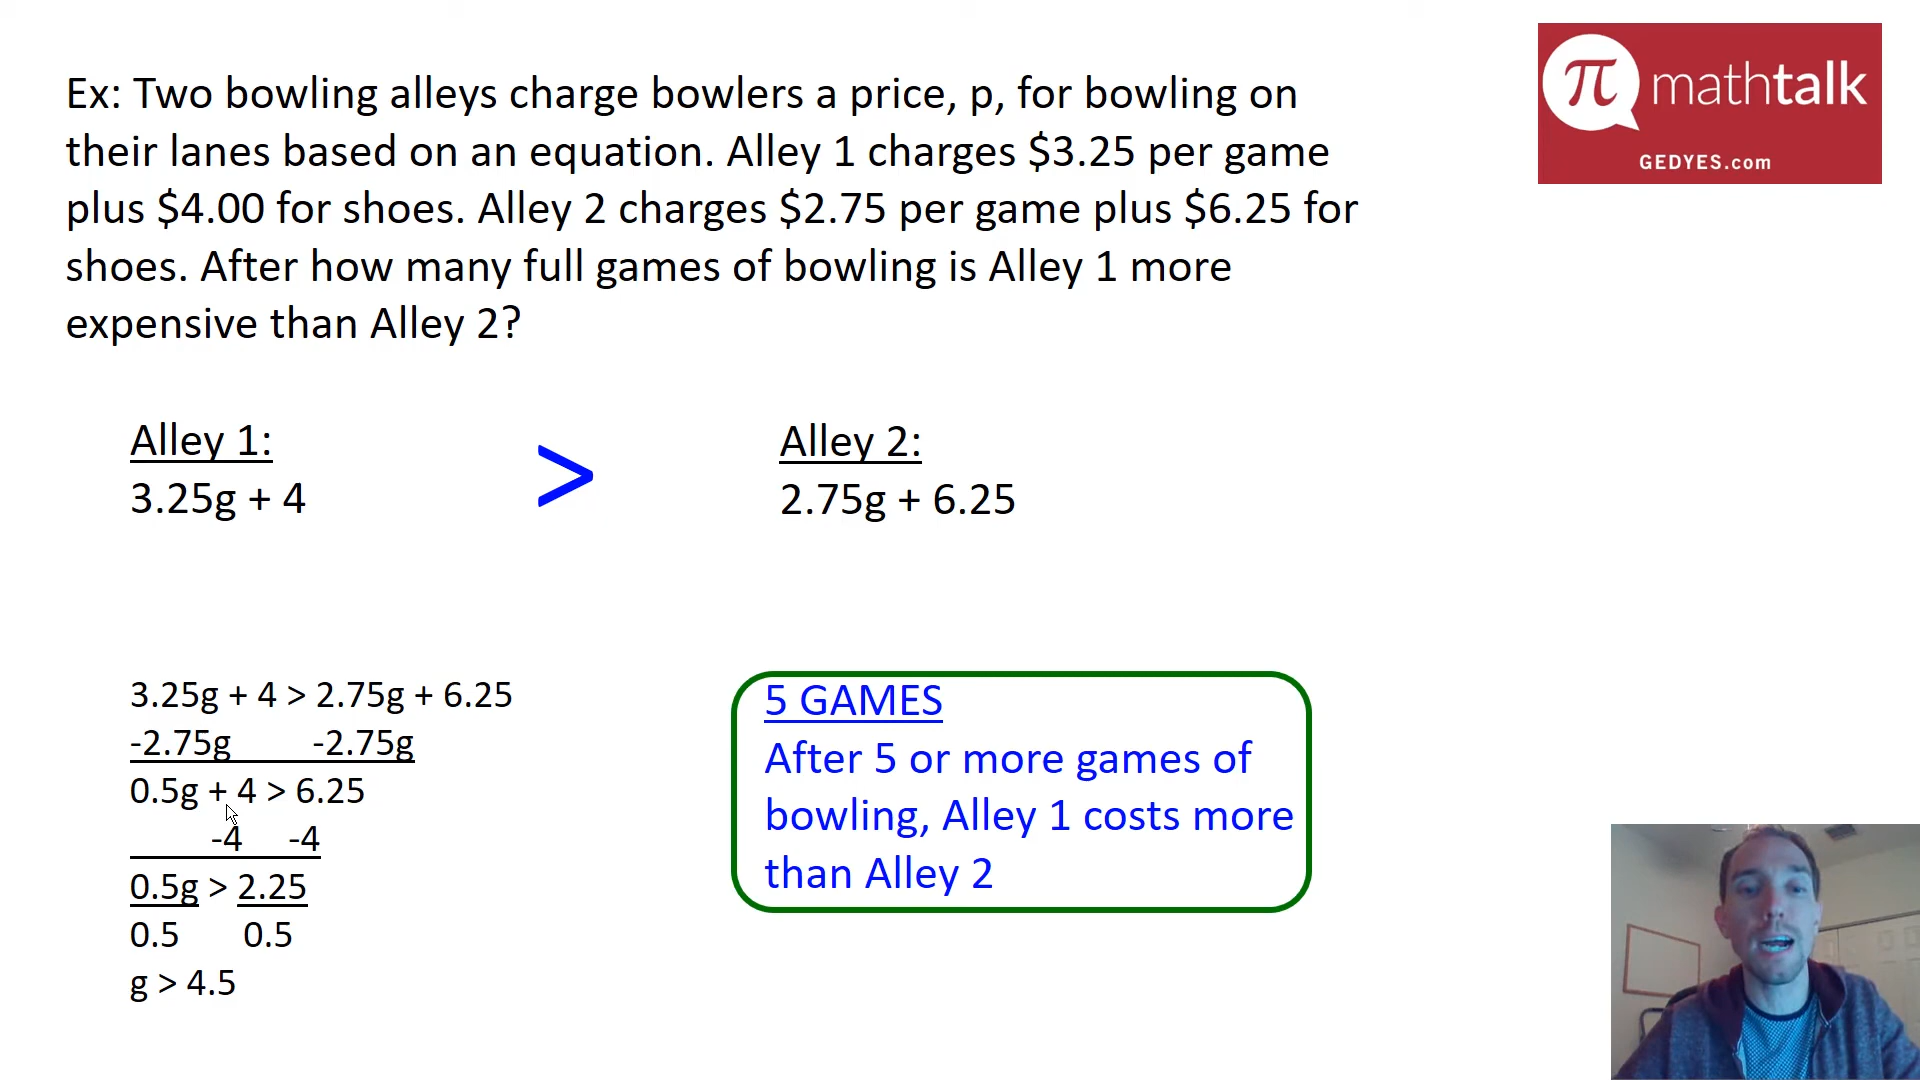 Ex: Two bowling alleys charge bowlers a price, p, for bowling on
their lanes based on an equation. Alley 1 charges $3.25 per game
plus $4.00 for shoes. Alley 2 charges $2.75 per game plus $6.25 for
shoes. After how many full games of bowling is Alley 1 more
expensive than Alley 2?
π mathtalk
GEDYES.com
Alley 1:
3.25g + 4
>
Alley 2:
2.75g + 6.25
3.25g + 4 > 2.75g + 6.25
-2.75g -2.75g
0.5g + 4 > 6.25
-4 -4
0.5g > 2.25
0.5 0.5
g > 4.5
5 GAMES
After 5 or more games of
bowling, Alley 1 costs more
than Alley 2